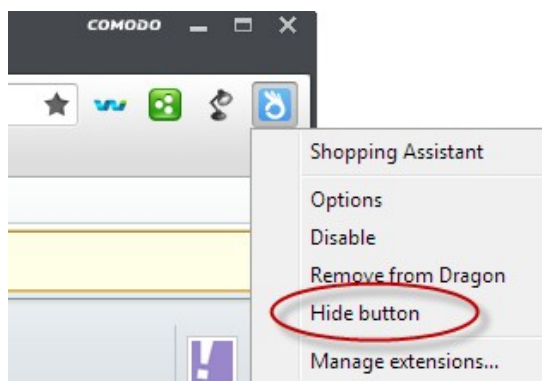 COMODO
Shopping Assistant
Options
Disable
Remove from Dragon
Hide button
Manage extensions...